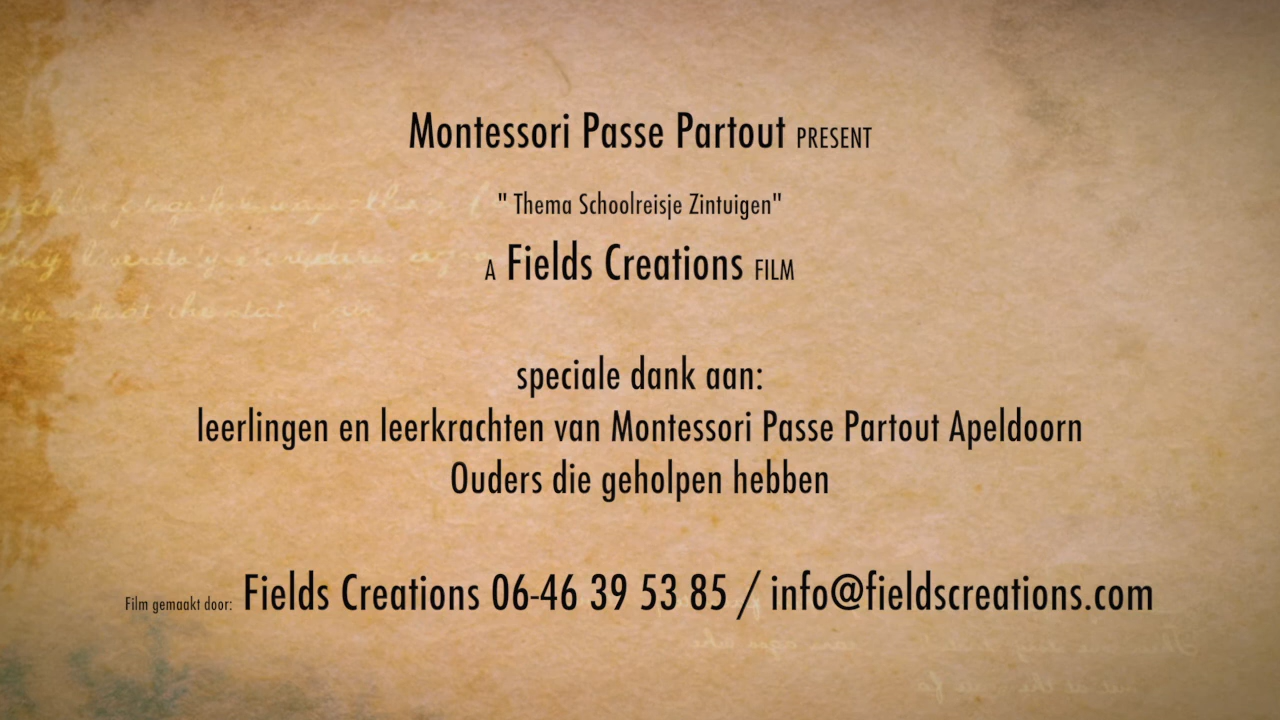 Montessori Passe Partout PRESENT
" Thema Schoolreisje Zintuigen"
A Fields Creations FILM
speciale dank aan:
leerlingen en leerkrachten van Montessori Passe Partout Apeldoorn
Ouders die geholpen hebben
Film gemaakt door: Fields Creations 06-46 39 53 85 / info@fieldscreations.com